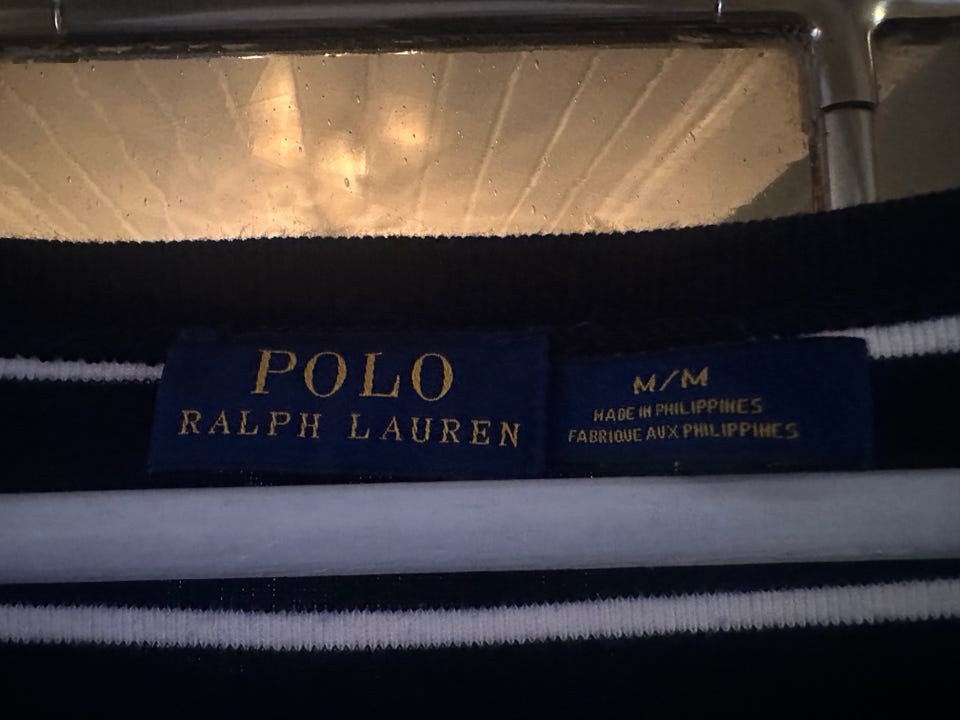 POLO
RALPH LAUREN
M/M
MADE IN PHILIPPINES
FABRIQUE AUX PHILIPPINES